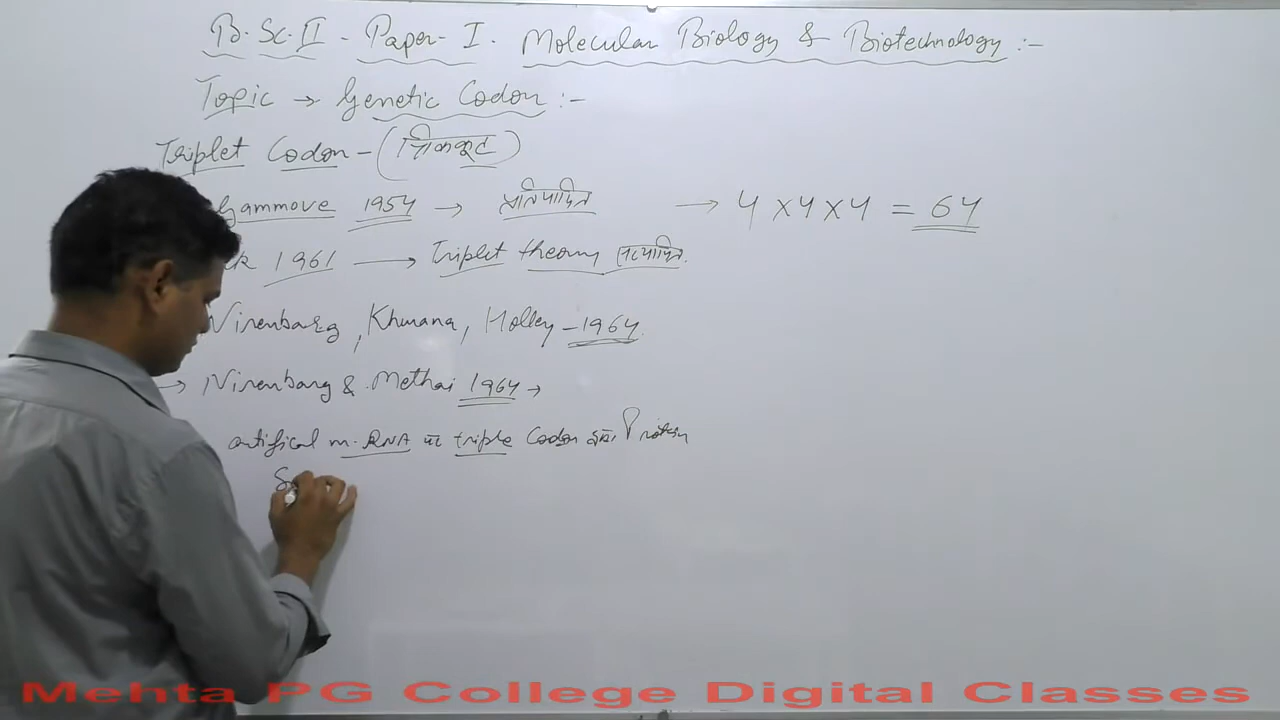 B.Sc.II - Paper-I. Molecular Biology & Biotechnology :-
Topic → Genetic Codon :-
Triplet Codon - (त्रिककूट)
Gammove 1954 → → 4 x 4 x 4 = 64
1961 → Triplet theory
Nirenbarg, Khurana, Holley - 1964.
→ Nirenbarg & Methai 1964 →
artifical m.RNA में triple Codon द्वारा Protein
Mehta PG College Digital Classes